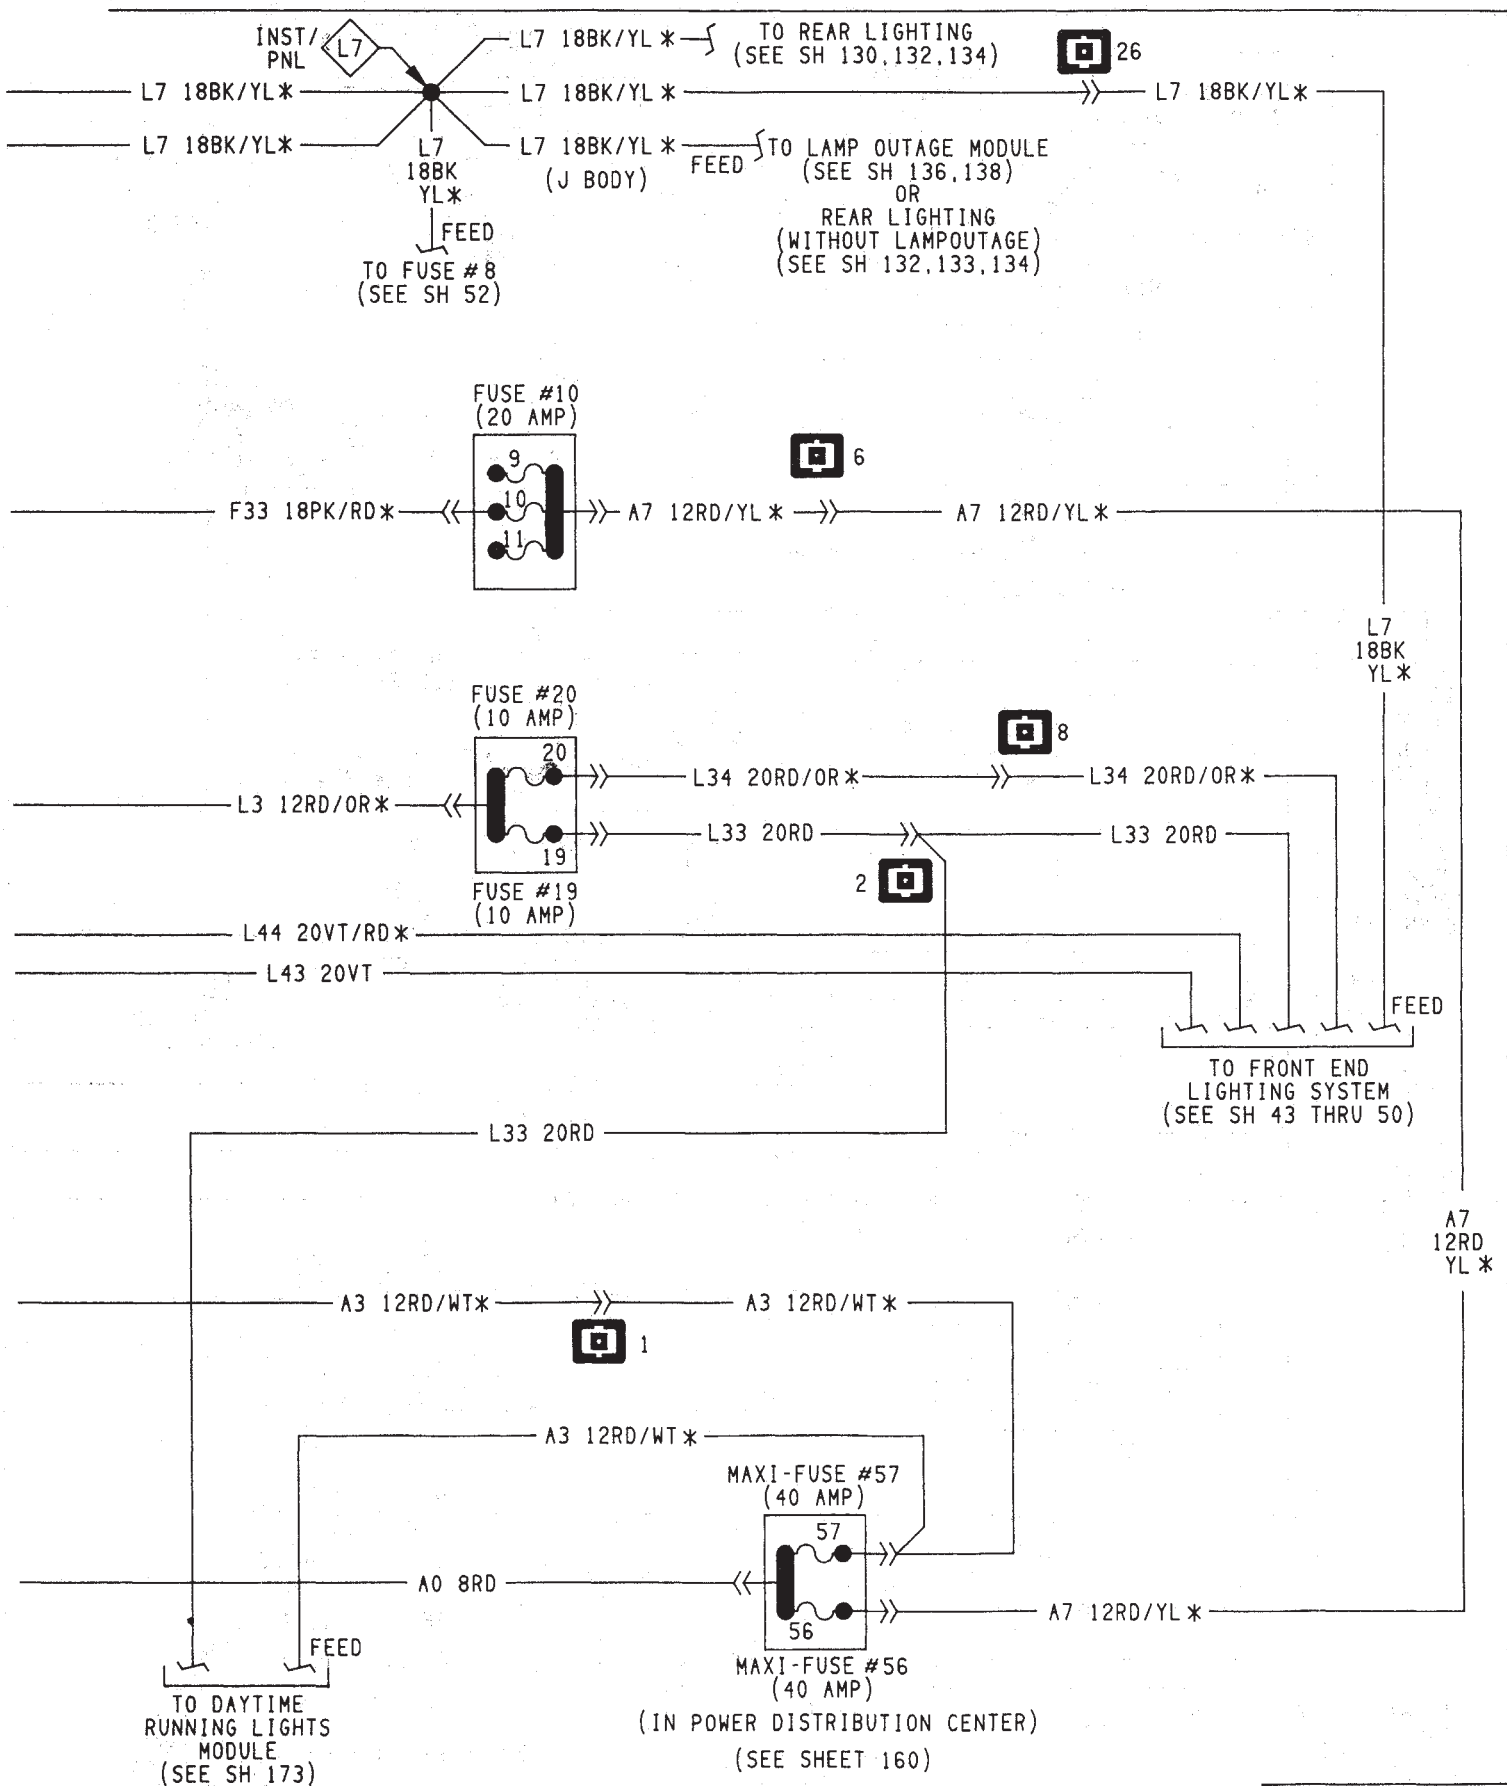 INST/
PNL
L7
L7 18BK/YL*
TO REAR LIGHTING
(SEE SH 130,132,134)
26
L7 18BK/YL*
L7 18BK/YL*
L7 18BK/YL*
L7 18BK/YL*
L7
18BK
YL*
L7 18BK/YL*
(J BODY)
FEED
TO LAMP OUTAGE MODULE
(SEE SH 136,138)
OR
REAR LIGHTING
(WITHOUT LAMPOUTAGE)
(SEE SH 132,133,134)
FEED
TO FUSE #8
(SEE SH 52)
FUSE #10
(20 AMP)
9
10
11
6
F33 18PK/RD*
A7 12RD/YL*
A7 12RD/YL*
L7
18BK
YL*
FUSE #20
(10 AMP)
20
8
L34 20RD/OR*
L34 20RD/OR*
L3 12RD/OR*
L33 20RD
L33 20RD
19
FUSE #19
(10 AMP)
2
L44 20VT/RD*
L43 20VT
FEED
TO FRONT END
LIGHTING SYSTEM
(SEE SH 43 THRU 50)
L33 20RD
A7
12RD
YL*
A3 12RD/WT*
A3 12RD/WT*
1
A3 12RD/WT*
MAXI-FUSE #57
(40 AMP)
57
A0 8RD
A7 12RD/YL*
56
MAXI-FUSE #56
(40 AMP)
(IN POWER DISTRIBUTION CENTER)
(SEE SHEET 160)
FEED
TO DAYTIME
RUNNING LIGHTS
MODULE
(SEE SH 173)